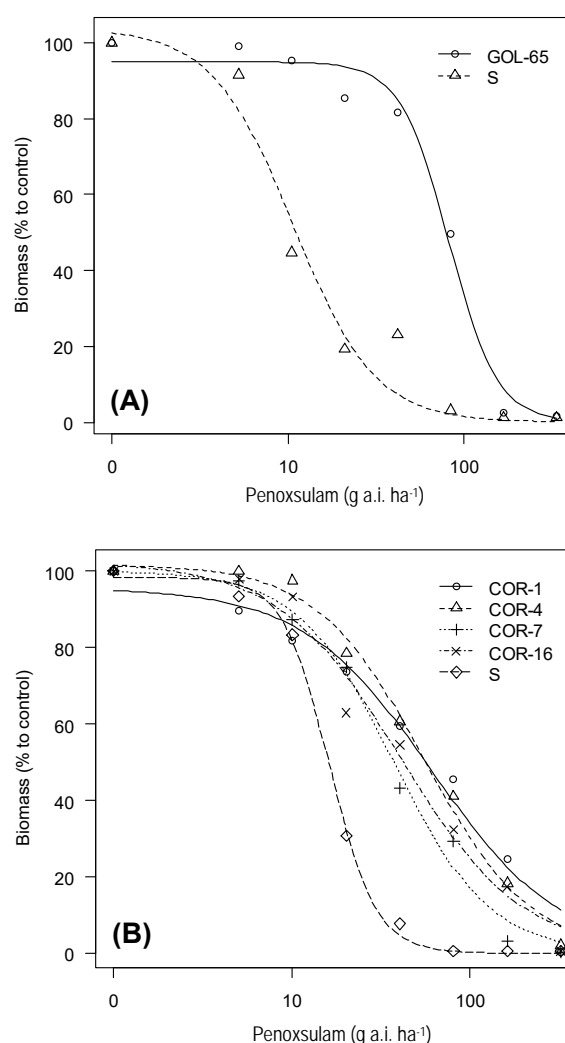 100
80
60
40
20
0
Biomass (% to control)
GOL-65
S
(A)
0 10 100
Penoxsulam (g a.i. ha⁻¹)
100
80
60
40
20
0
Biomass (% to control)
COR-1
COR-4
COR-7
COR-16
S
(B)
0 10 100
Penoxsulam (g a.i. ha⁻¹)